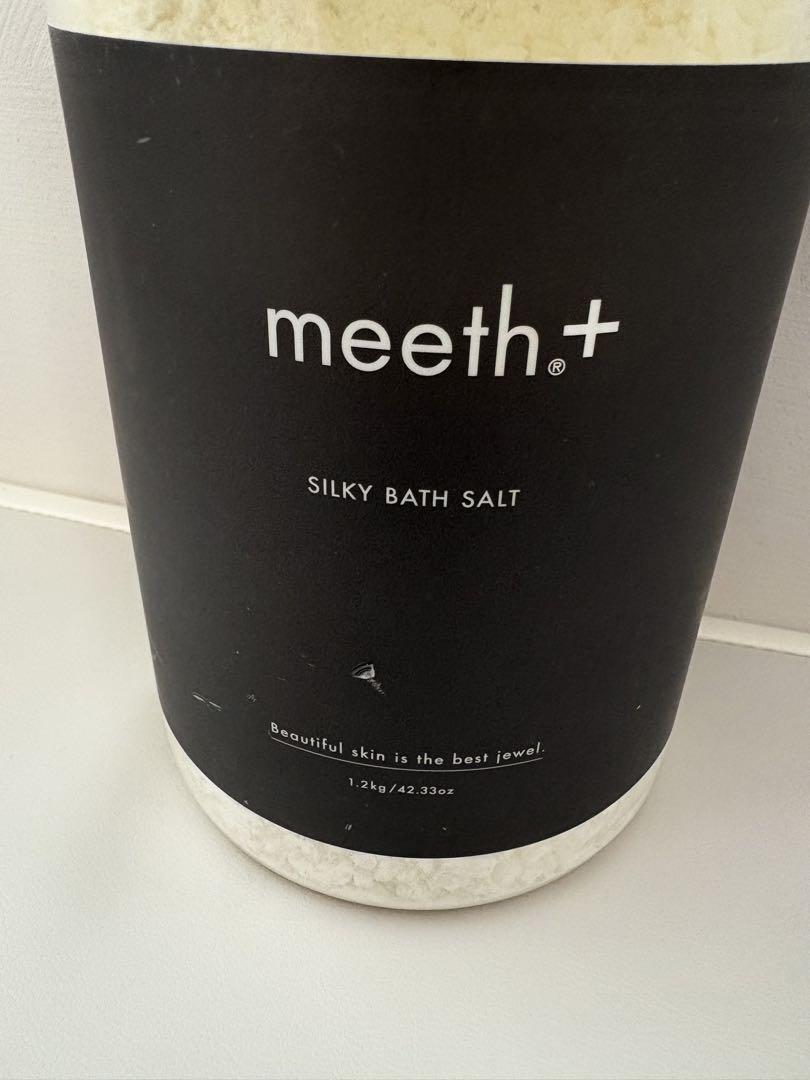 meeth®+
SILKY BATH SALT
Beautiful skin is the best jewel.
1.2kg/42.33oz